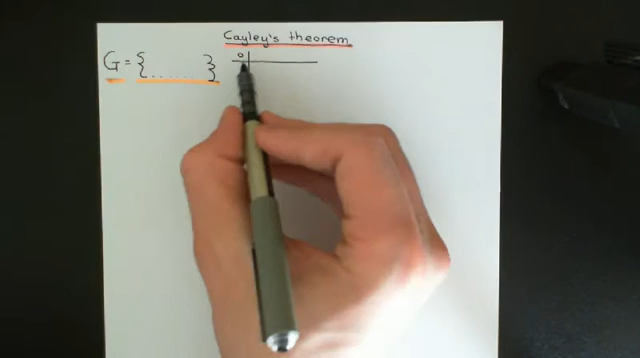 Cayley's theorem
G = { ...... } o